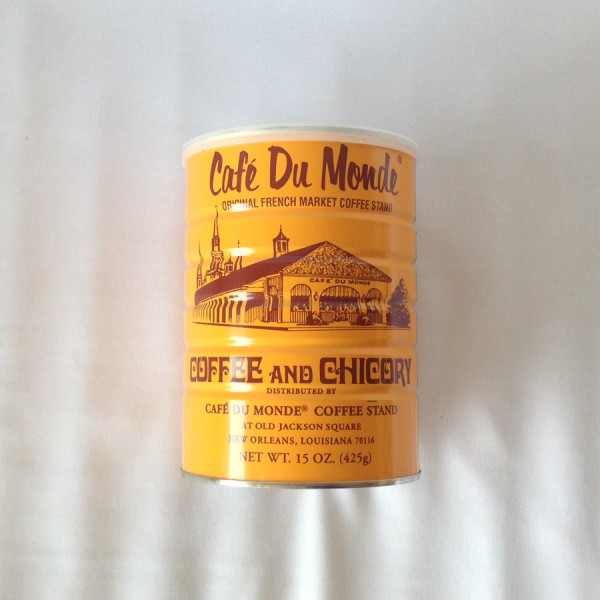 Café Du Monde®
ORIGINAL FRENCH MARKET COFFEE STAND
CAFE DU MONDE
COFFEE AND CHICORY
DISTRIBUTED BY
CAFÉ DU MONDE® COFFEE STAND
AT OLD JACKSON SQUARE
NEW ORLEANS, LOUISIANA 70116
NET WT. 15 OZ. (425g)